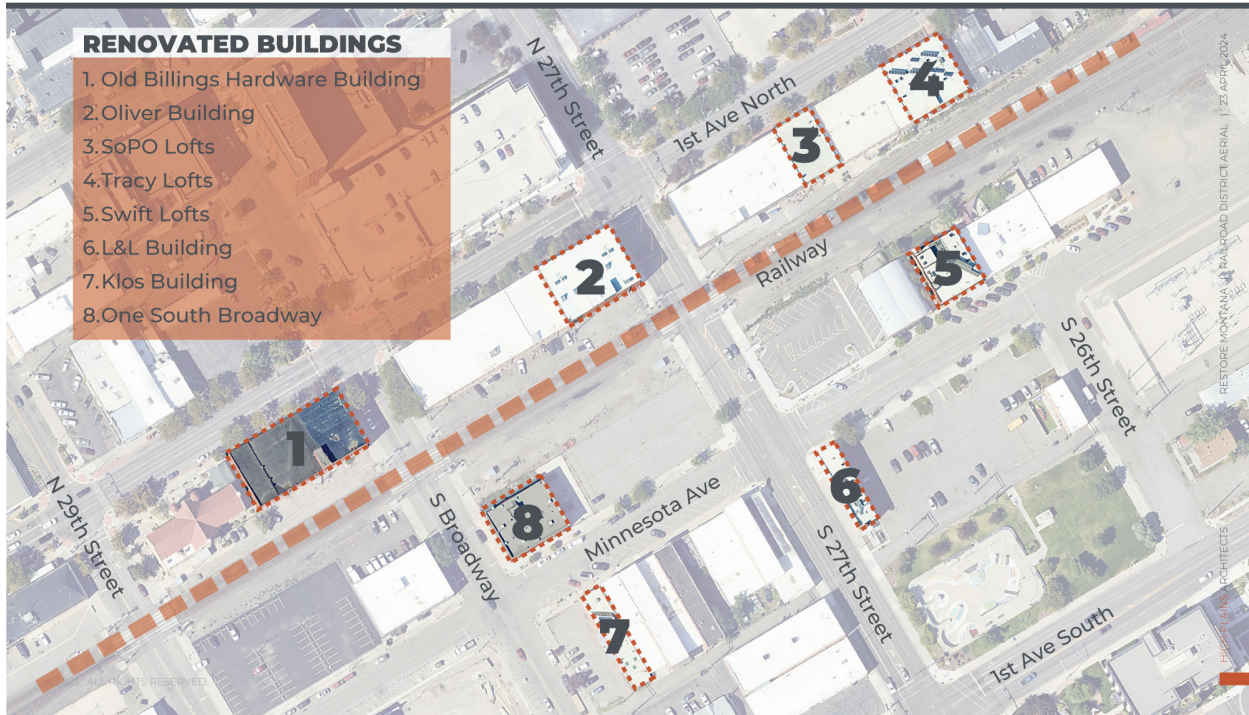 RENOVATED BUILDINGS
1. Old Billings Hardware Building
2. Oliver Building
3. SoPO Lofts
4. Tracy Lofts
5. Swift Lofts
6. L&L Building
7. Klos Building
8. One South Broadway
N 27th Street
1st Ave North
4
3
2
Railway
5
S 26th Street
1
N 29th Street
S Broadway
8
Minnesota Ave
6
S 27th Street
7
1st Ave South
ALL RIGHTS RESERVED.
HIGH PLAINS ARCHITECTS
RESTORE MONTANA | RAILROAD DISTRICT AERIAL | 23 APRIL 2024